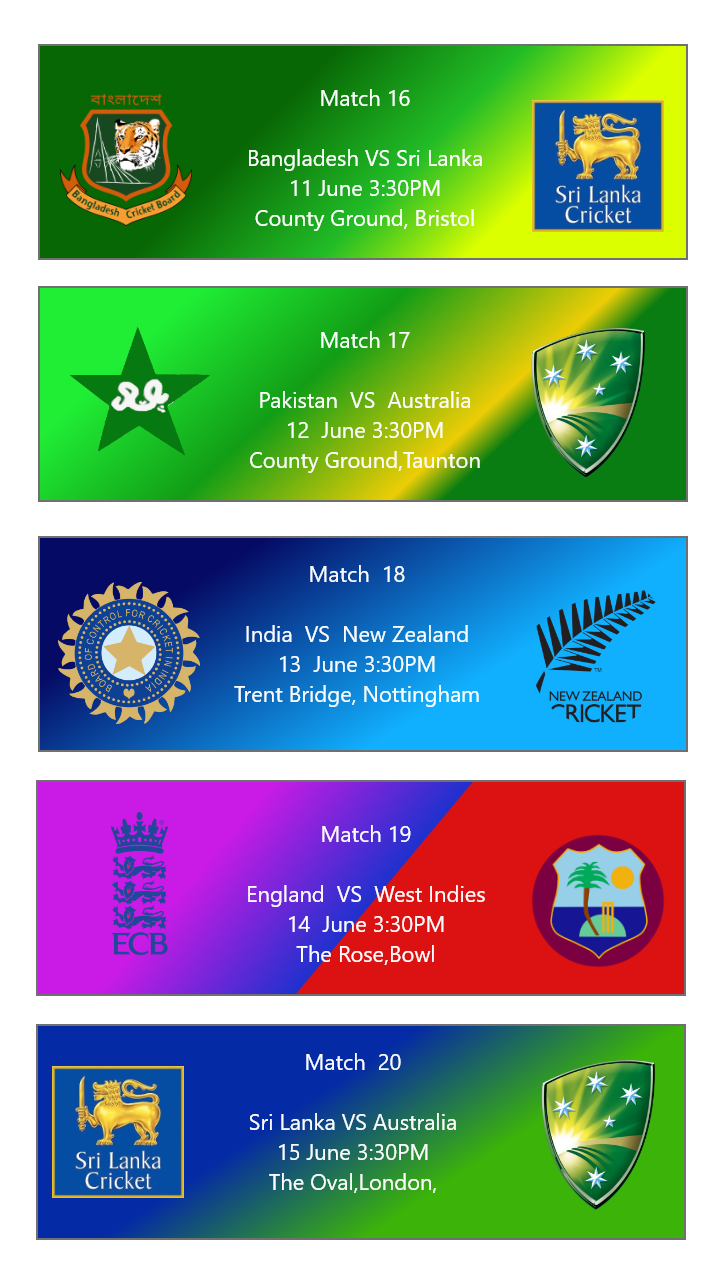 Match 16
বাংলাদেশ
Bangladesh Cricket Board
Bangladesh VS Sri Lanka
11 June 3:30PM
County Ground, Bristol
Sri Lanka
Cricket
Match 17
Pakistan VS Australia
12 June 3:30PM
County Ground,Taunton
Match 18
BOARD OF CONTROL FOR CRICKET IN INDIA
India VS New Zealand
13 June 3:30PM
Trent Bridge, Nottingham
TM
NEW ZEALAND
CRICKET
Match 19
England VS West Indies
14 June 3:30PM
The Rose,Bowl
ECB
Match 20
Sri Lanka
Cricket
Sri Lanka VS Australia
15 June 3:30PM
The Oval,London,